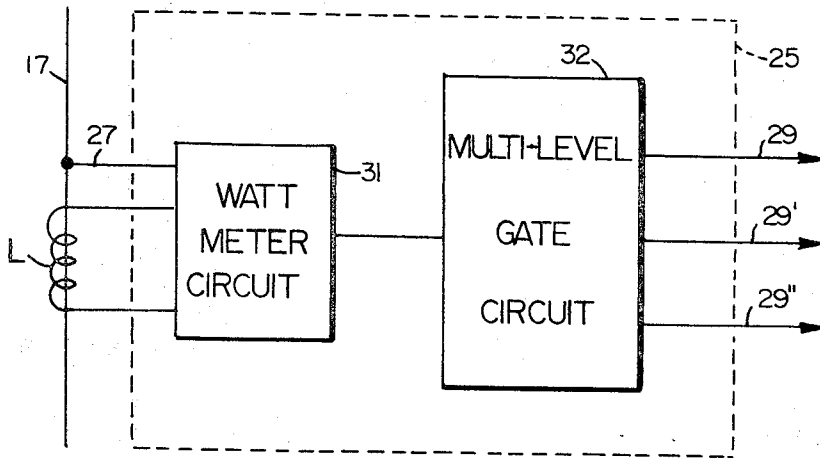 17
27
L
WATT
METER
CIRCUIT
31
32
MULTI-LEVEL
GATE
CIRCUIT
25
29
29'
29"